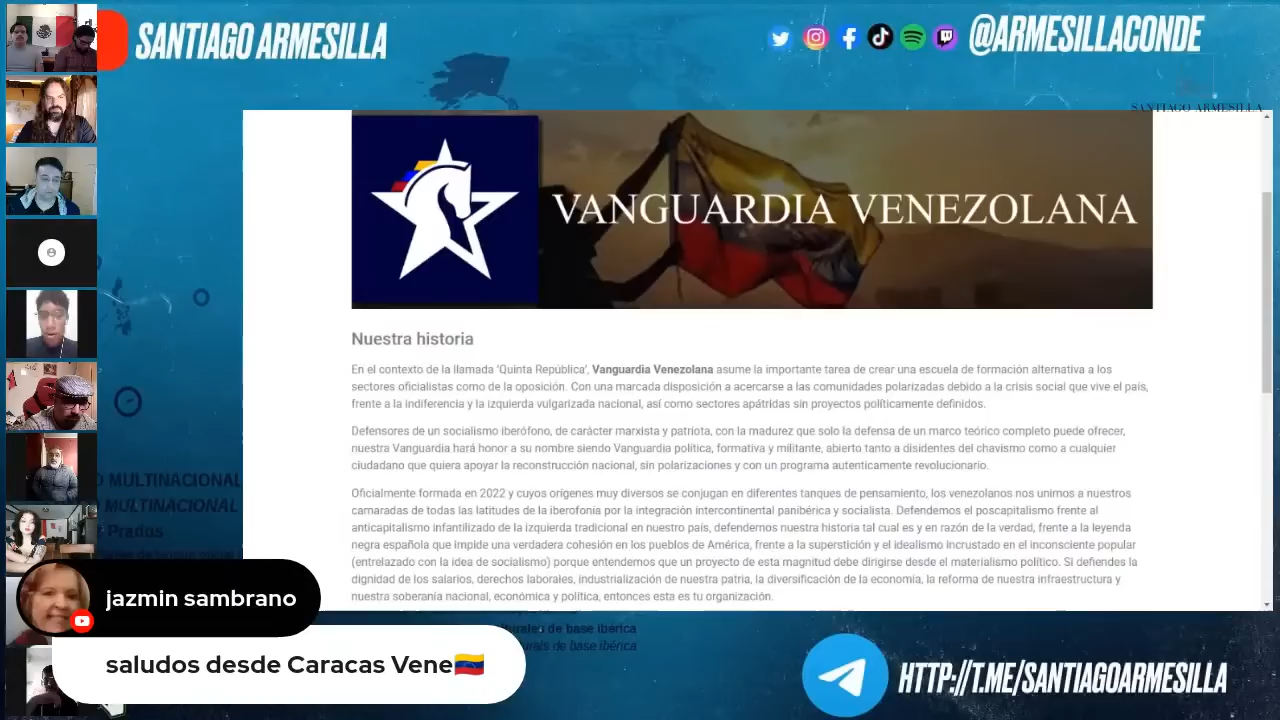 SANTIAGO ARMESILLA
@ARMESILLACONDE
SANTIAGO ARMESILLA
VANGUARDIA VENEZOLANA
Nuestra historia
En el contexto de la llamada 'Quinta República', Vanguardia Venezolana asume la importante tarea de crear una escuela de formación alternativa a los
sectores oficialistas como de la oposición. Con una marcada disposición a acercarse a las comunidades polarizadas debido a la crisis social que vive el país,
frente a la indiferencia y la izquierda vulgarizada nacional, así como sectores apátridas sin proyectos políticamente definidos.
Defensores de un socialismo iberófono, de carácter marxista y patriota, con la madurez que solo la defensa de un marco teórico completo puede ofrecer,
nuestra Vanguardia hará honor a su nombre siendo Vanguardia política, formativa y militante, abierto tanto a disidentes del chavismo como a cualquier
ciudadano que quiera apoyar la reconstrucción nacional, sin polarizaciones y con un programa autenticamente revolucionario.
Oficialmente formada en 2022 y cuyos orígenes muy diversos se conjugan en diferentes tanques de pensamiento, los venezolanos nos unimos a nuestros
camaradas de todas las latitudes de la iberofonía por la integración intercontinental panibérica y socialista. Defendemos el poscapitalismo frente al
anticapitalismo infantilizado de la izquierda tradicional en nuestro país, defendemos nuestra historia tal cual es y en razón de la verdad, frente a la leyenda
negra española que impide una verdadera cohesión en los pueblos de América, frente a la superstición y el idealismo incrustado en el inconsciente popular
(entrelazado con la idea de socialismo) porque entendemos que un proyecto de esta magnitud debe dirigirse desde el materialismo político. Si defiendes la
dignidad de los salarios, derechos laborales, industrialización de nuestra patria, la diversificación de la economía, la reforma de nuestra infraestructura y
nuestra soberanía nacional, económica y política, entonces esta es tu organización.
O MULTINACIONAL
O MULTINACIONAL
Prados
jazmin sambrano
saludos desde Caracas Vene🇻🇪
de base ibérica
de base ibérica
HTTP://T.ME/SANTIAGOARMESILLA